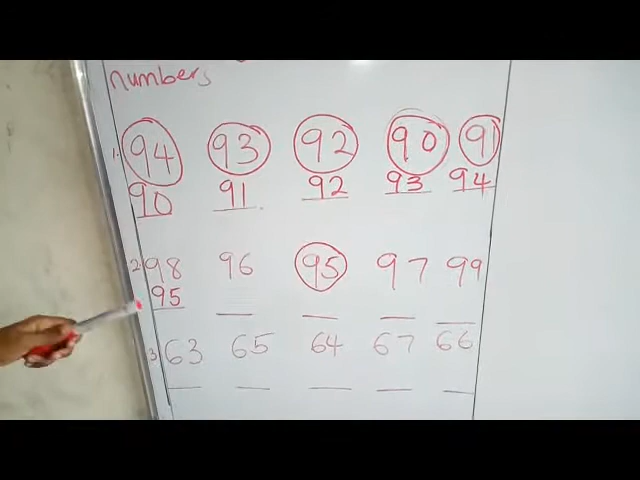 numbers
1. 94 93 92 90 91
90 91 92 93 94
2. 98 96 95 97 99
95
3 63 65 64 67 66